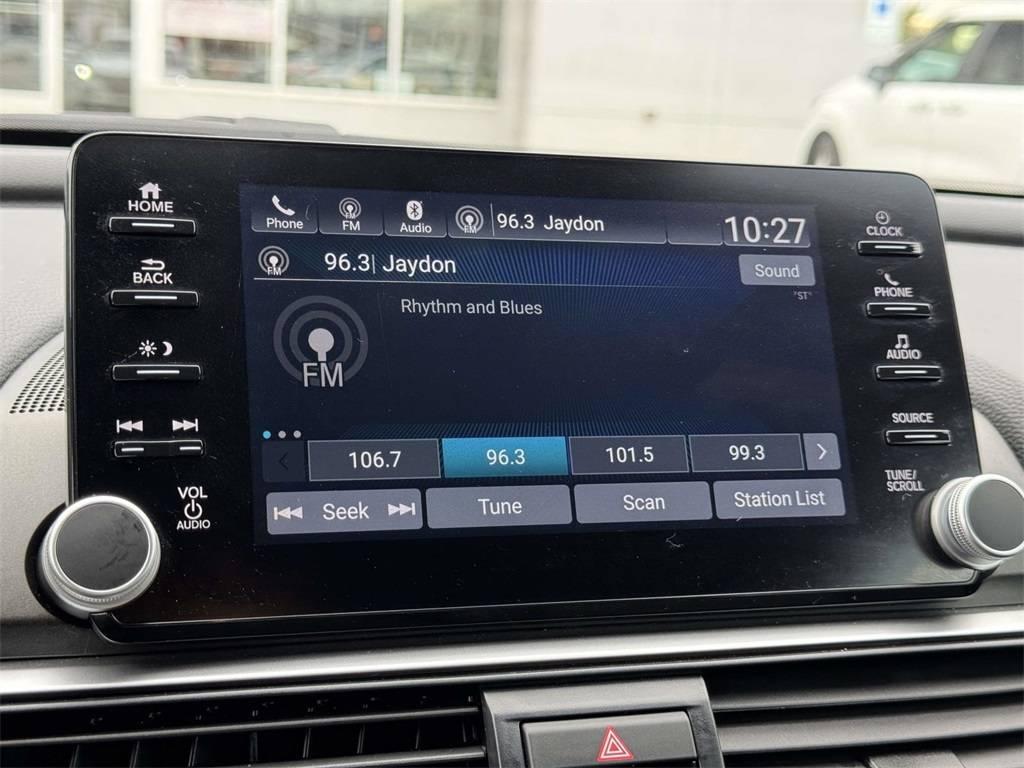 HOME
BACK
VOL
AUDIO
Phone
FM
Audio
FM
96.3 Jaydon
10:27
FM
96.3 Jaydon
Sound
Rhythm and Blues
"ST"
FM
106.7
96.3
101.5
99.3
Seek
Tune
Scan
Station List
CLOCK
PHONE
AUDIO
SOURCE
TUNE/
SCROLL